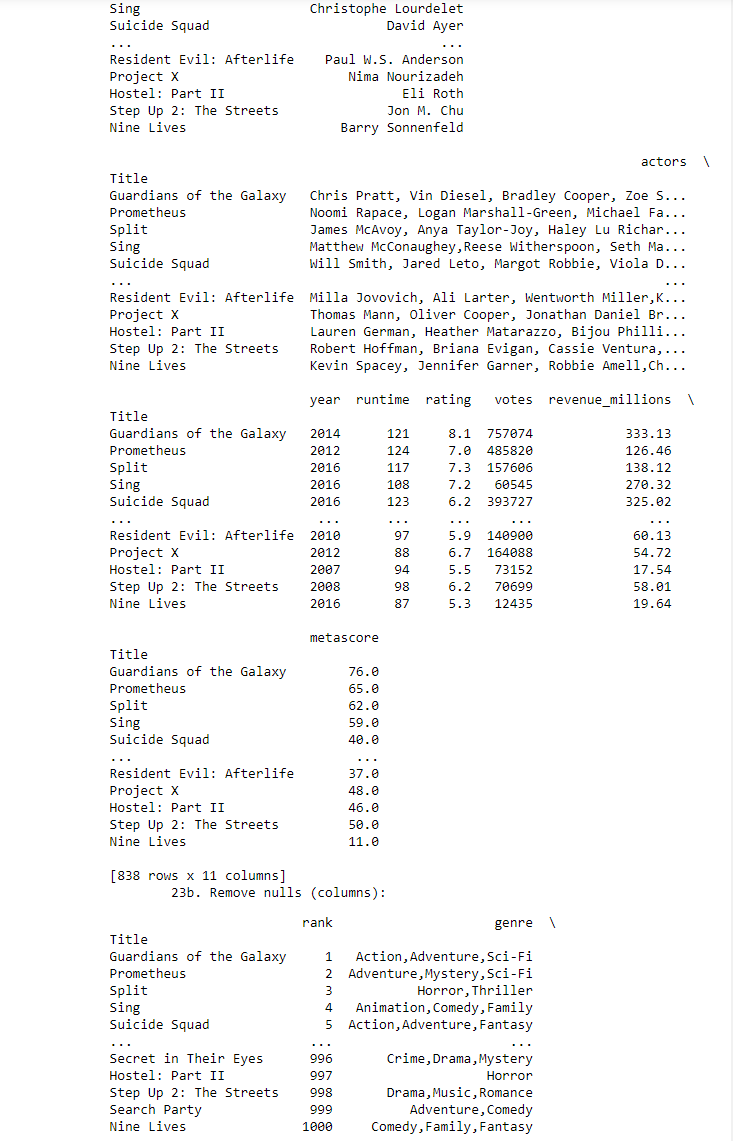 Sing                      Christophe Lourdelet
Suicide Squad                       David Ayer
...                                        ...
Resident Evil: Afterlife    Paul W.S. Anderson
Project X                      Nima Nourizadeh
Hostel: Part II                       Eli Roth
Step Up 2: The Streets              Jon M. Chu
Nine Lives                    Barry Sonnenfeld
actors  \
Title
Guardians of the Galaxy   Chris Pratt, Vin Diesel, Bradley Cooper, Zoe S...
Prometheus                Noomi Rapace, Logan Marshall-Green, Michael Fa...
Split                     James McAvoy, Anya Taylor-Joy, Haley Lu Richar...
Sing                      Matthew McConaughey,Reese Witherspoon, Seth Ma...
Suicide Squad             Will Smith, Jared Leto, Margot Robbie, Viola D...
...                                                                     ...
Resident Evil: Afterlife  Milla Jovovich, Ali Larter, Wentworth Miller,K...
Project X                 Thomas Mann, Oliver Cooper, Jonathan Daniel Br...
Hostel: Part II           Lauren German, Heather Matarazzo, Bijou Philli...
Step Up 2: The Streets    Robert Hoffman, Briana Evigan, Cassie Ventura,...
Nine Lives                Kevin Spacey, Jennifer Garner, Robbie Amell,Ch...
year  runtime  rating   votes  revenue_millions  \
Title
Guardians of the Galaxy   2014      121     8.1  757074            333.13
Prometheus                2012      124     7.0  485820            126.46
Split                     2016      117     7.3  157606            138.12
Sing                      2016      108     7.2   60545            270.32
Suicide Squad             2016      123     6.2  393727            325.02
...                        ...      ...     ...     ...               ...
Resident Evil: Afterlife  2010       97     5.9  140900             60.13
Project X                 2012       88     6.7  164088             54.72
Hostel: Part II           2007       94     5.5   73152             17.54
Step Up 2: The Streets    2008       98     6.2   70699             58.01
Nine Lives                2016       87     5.3   12435             19.64
metascore
Title
Guardians of the Galaxy        76.0
Prometheus                     65.0
Split                          62.0
Sing                           59.0
Suicide Squad                  40.0
...                             ...
Resident Evil: Afterlife       37.0
Project X                      48.0
Hostel: Part II                46.0
Step Up 2: The Streets         50.0
Nine Lives                     11.0
[838 rows x 11 columns]
23b. Remove nulls (columns):
rank                     genre  \
Title
Guardians of the Galaxy     1   Action,Adventure,Sci-Fi
Prometheus                  2  Adventure,Mystery,Sci-Fi
Split                       3           Horror,Thriller
Sing                        4   Animation,Comedy,Family
Suicide Squad               5  Action,Adventure,Fantasy
...                       ...                       ...
Secret in Their Eyes      996       Crime,Drama,Mystery
Hostel: Part II           997                    Horror
Step Up 2: The Streets    998       Drama,Music,Romance
Search Party              999          Adventure,Comedy
Nine Lives               1000     Comedy,Family,Fantasy